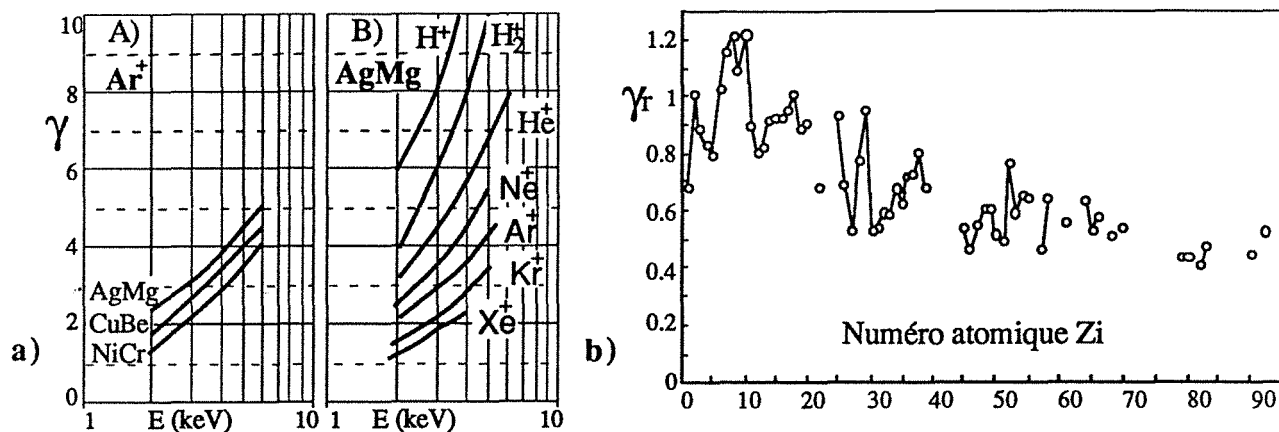 a)
A)
Ar⁺
γ
10
8
6
4
2
0
AgMg
CuBe
NiCr
1
E (keV)
10
B)
AgMg
H⁺
H₂⁺
He⁺
Ne⁺
Ar⁺
Kr⁺
Xe⁺
1
E (keV)
10
b)
γr
1.2
1
0.8
0.6
0.4
0.2
0
Numéro atomique Zi
0 10 20 30 40 50 60 70 80 90